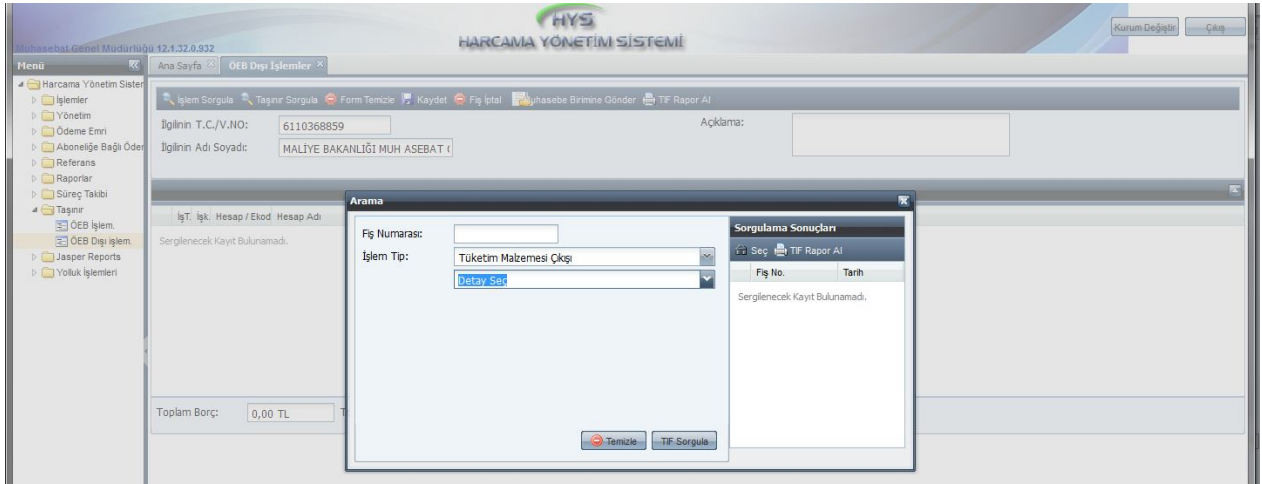 HYS
HARCAMA YÖNETİM SİSTEMİ
Muhasebat Genel Müdürlüğü 12.1.32.0.932
Kurum Değiştir
Çıkış
Menü
Ana Sayfa
ÖEB Dışı İşlemler
Harcama Yönetim Sister
İşlemler
Yönetim
Ödeme Emri
Aboneliğe Bağlı Öder
Referans
Raporlar
Süreç Takibi
Taşınır
ÖEB İşlem.
ÖEB Dışı işlem.
Jasper Reports
Yolluk İşlemleri
İşlem Sorgula Taşınır Sorgula Form Temizle Kaydet Fiş İptal Muhasebe Birimine Gönder TIF Rapor Al
İlgilinin T.C./V.NO: 6110368859 Açıklama:
İlgilinin Adı Soyadı: MALİYE BAKANLIĞI MUH ASEBAT (
İşT. İşk. Hesap / Ekod Hesap Adı
Sergilenecek Kayıt Bulunamadı.
Toplam Borç: 0,00 TL T
Arama
Fiş Numarası:
İşlem Tip: Tüketim Malzemesi Çıkışı
Detay Seç
Temizle TIF Sorgula
Sorgulama Sonuçları
Seç TIF Rapor Al
Fiş No. Tarih
Sergilenecek Kayıt Bulunamadı.